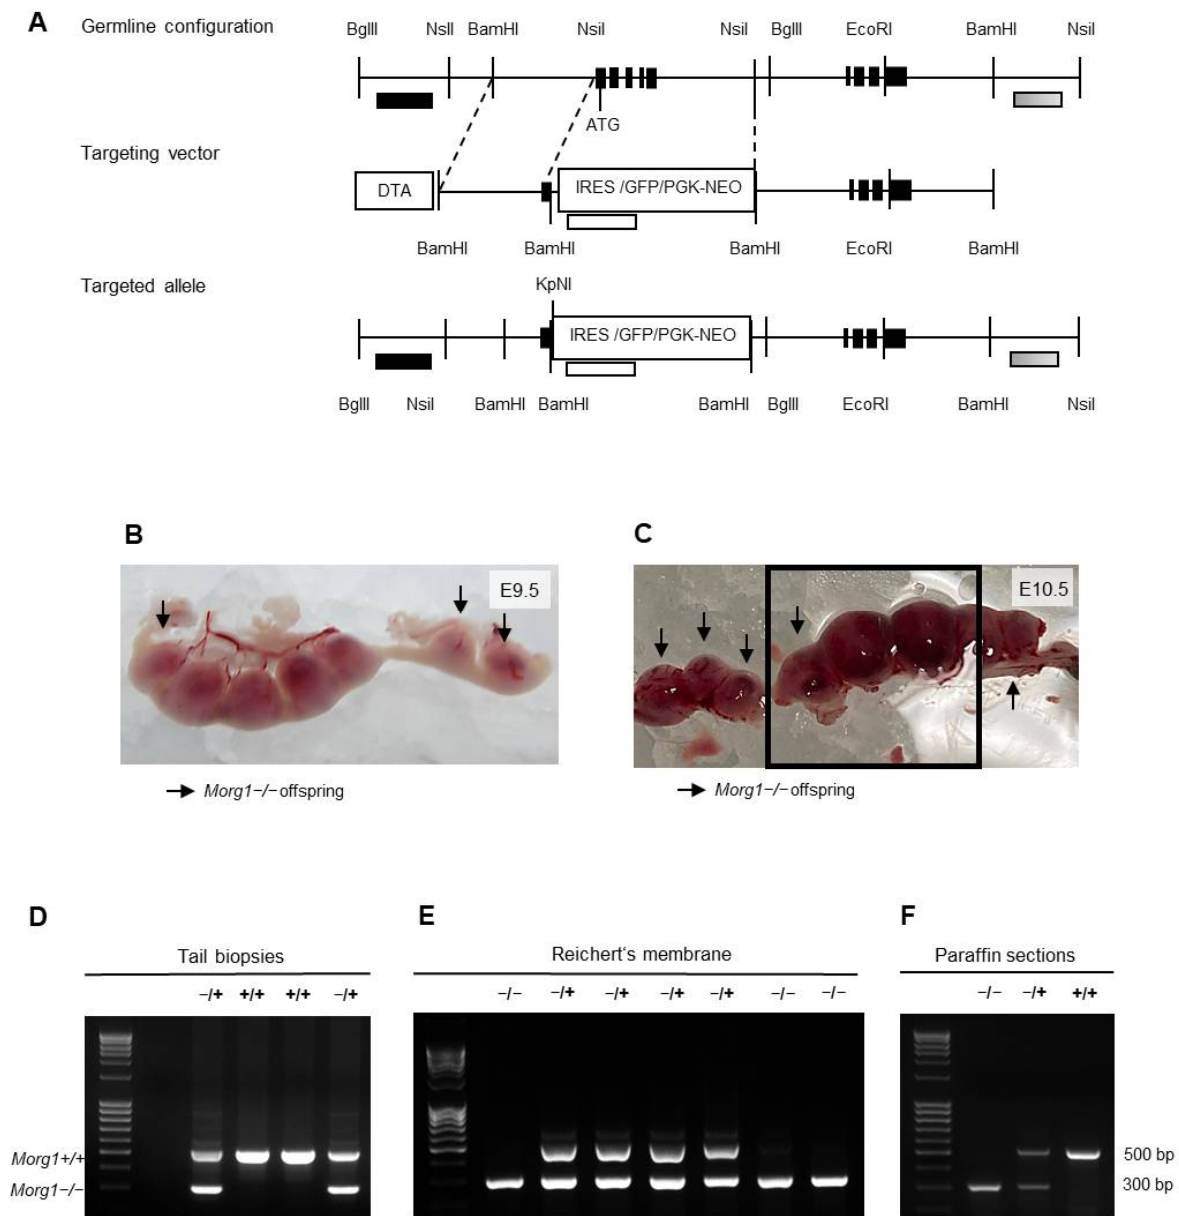 A
Germline configuration
BglII NsiI BamHI NsiI NsiI BglII EcoRI BamHI NsiI
ATG
Targeting vector
DTA IRES /GFP/PGK-NEO
BamHI BamHI BamHI EcoRI BamHI
Targeted allele
KpNI
IRES /GFP/PGK-NEO
BglII NsiI BamHI BamHI BamHI BglII EcoRI BamHI NsiI
B
E9.5
Morg1−/− offspring
C
E10.5
Morg1−/− offspring
D
Tail biopsies
−/+ +/+ +/+ −/+
Morg1+/+
Morg1−/−
E
Reichert's membrane
−/− −/+ −/+ −/+ −/+ −/− −/−
F
Paraffin sections
−/− −/+ +/+
500 bp
300 bp